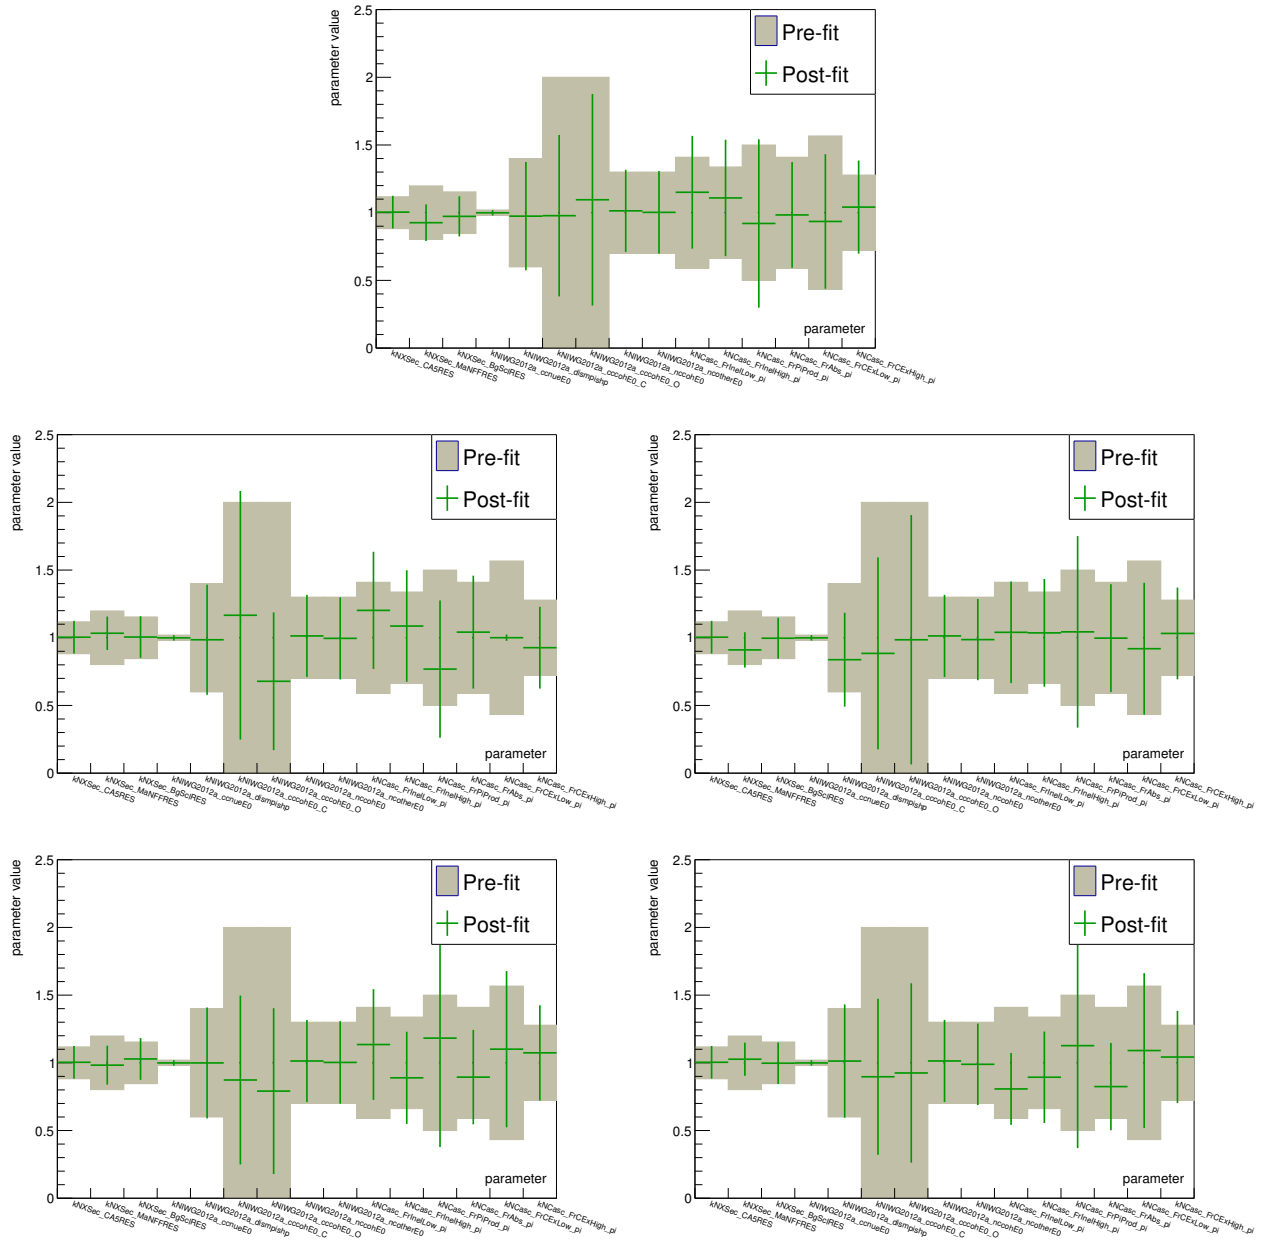 parameter value
2.5
2
1.5
1
0.5
0
Pre-fit
Post-fit
parameter
kNXSec_CA5RES
kNXSec_MaNFFRES
kNXSec_BgSclRES
kNIWG2012a_ccnueE0
kNIWG2012a_dismpishp
kNIWG2012a_cccohE0_C
kNIWG2012a_cccohE0_O
kNIWG2012a_nccohE0
kNIWG2012a_ncotherE0
kNCasc_FrInelLow_pi
kNCasc_FrInelHigh_pi
kNCasc_FrPiProd_pi
kNCasc_FrAbs_pi
kNCasc_FrCExLow_pi
kNCasc_FrCExHigh_pi
parameter value
2.5
2
1.5
1
0.5
0
Pre-fit
Post-fit
parameter
kNXSec_CA5RES
kNXSec_MaNFFRES
kNXSec_BgSclRES
kNIWG2012a_ccnueE0
kNIWG2012a_dismpishp
kNIWG2012a_cccohE0_C
kNIWG2012a_cccohE0_O
kNIWG2012a_nccohE0
kNIWG2012a_ncotherE0
kNCasc_FrInelLow_pi
kNCasc_FrInelHigh_pi
kNCasc_FrPiProd_pi
kNCasc_FrAbs_pi
kNCasc_FrCExLow_pi
kNCasc_FrCExHigh_pi
parameter value
2.5
2
1.5
1
0.5
0
Pre-fit
Post-fit
parameter
kNXSec_CA5RES
kNXSec_MaNFFRES
kNXSec_BgSclRES
kNIWG2012a_ccnueE0
kNIWG2012a_dismpishp
kNIWG2012a_cccohE0_C
kNIWG2012a_cccohE0_O
kNIWG2012a_nccohE0
kNIWG2012a_ncotherE0
kNCasc_FrInelLow_pi
kNCasc_FrInelHigh_pi
kNCasc_FrPiProd_pi
kNCasc_FrAbs_pi
kNCasc_FrCExLow_pi
kNCasc_FrCExHigh_pi
parameter value
2.5
2
1.5
1
0.5
0
Pre-fit
Post-fit
parameter
kNXSec_CA5RES
kNXSec_MaNFFRES
kNXSec_BgSclRES
kNIWG2012a_ccnueE0
kNIWG2012a_dismpishp
kNIWG2012a_cccohE0_C
kNIWG2012a_cccohE0_O
kNIWG2012a_nccohE0
kNIWG2012a_ncotherE0
kNCasc_FrInelLow_pi
kNCasc_FrInelHigh_pi
kNCasc_FrPiProd_pi
kNCasc_FrAbs_pi
kNCasc_FrCExLow_pi
kNCasc_FrCExHigh_pi
parameter value
2.5
2
1.5
1
0.5
0
Pre-fit
Post-fit
parameter
kNXSec_CA5RES
kNXSec_MaNFFRES
kNXSec_BgSclRES
kNIWG2012a_ccnueE0
kNIWG2012a_dismpishp
kNIWG2012a_cccohE0_C
kNIWG2012a_cccohE0_O
kNIWG2012a_nccohE0
kNIWG2012a_ncotherE0
kNCasc_FrInelLow_pi
kNCasc_FrInelHigh_pi
kNCasc_FrPiProd_pi
kNCasc_FrAbs_pi
kNCasc_FrCExLow_pi
kNCasc_FrCExHigh_pi